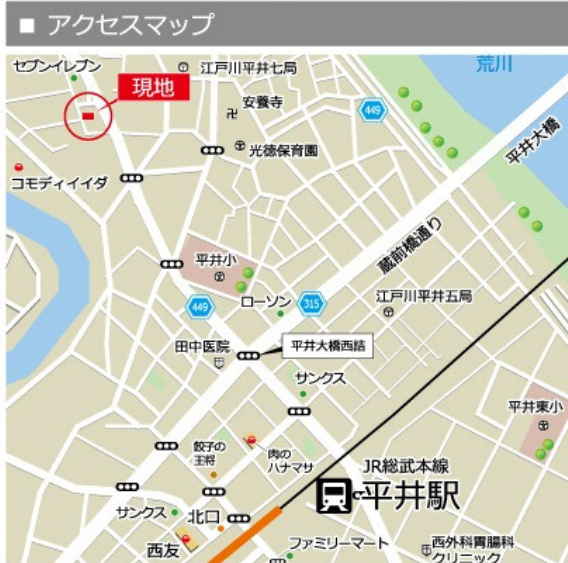 ■ アクセスマップ
セブンイレブン
江戸川平井七局
荒川
現地
安養寺
449
平井大橋
光徳保育園
コモディイイダ
蔵前橋通り
平井小
449
ローソン
315
江戸川平井五局
田中医院
平井大橋西詰
サンクス
平井東小
餃子の
王将
肉の
ハナマサ
JR総武本線
平井駅
サンクス
北口
西友
ファミリーマート
西外科胃腸科
クリニック